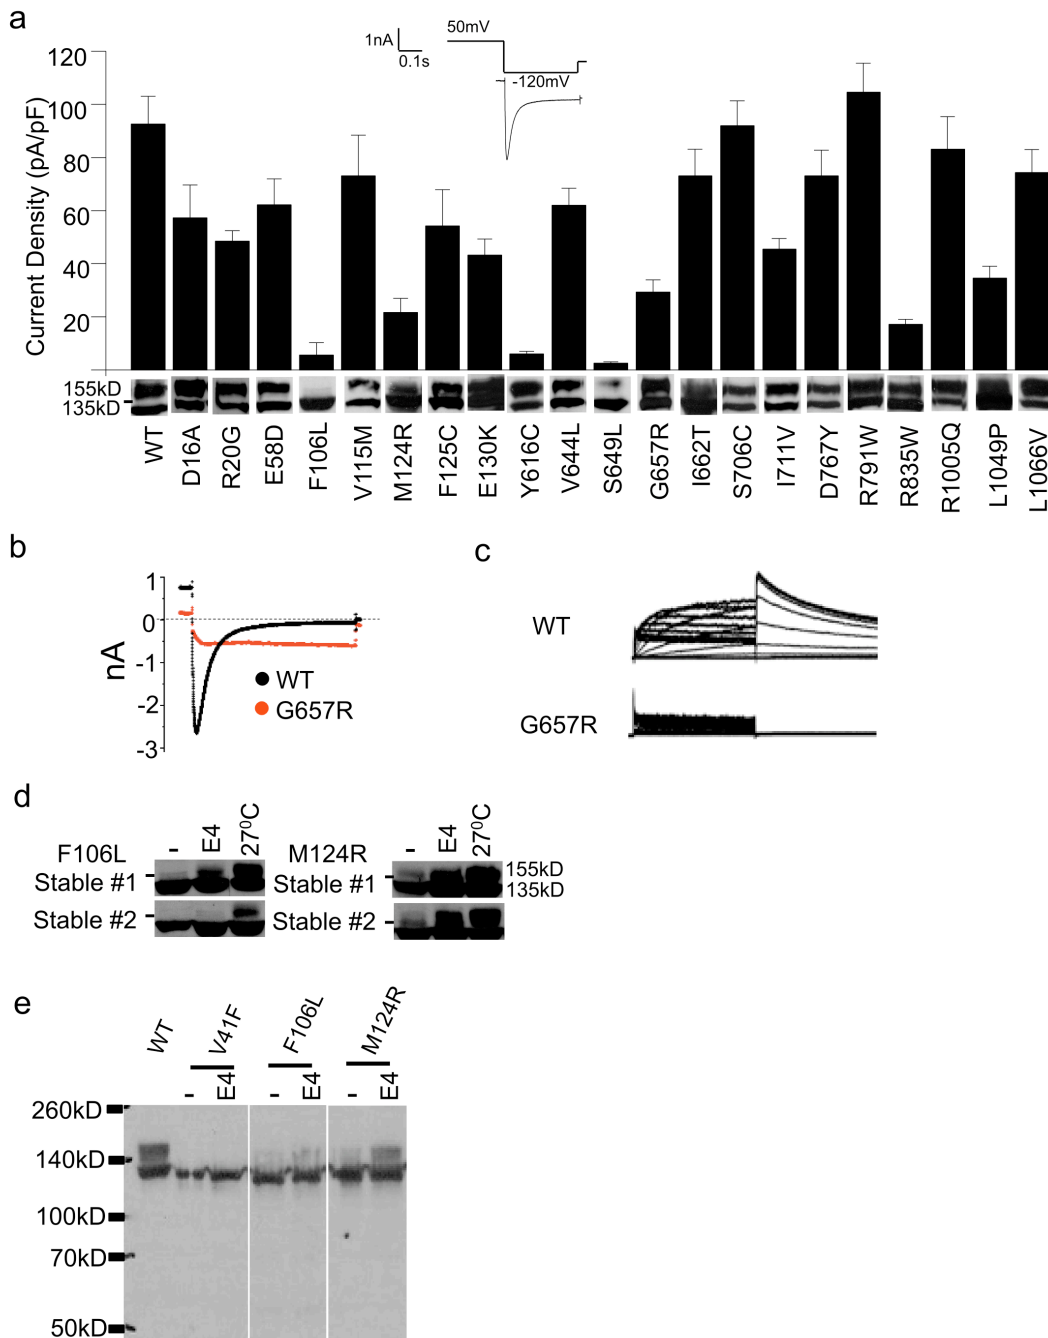 a
Current Density (pA/pF)
120
100
80
60
40
20
1nA
0.1s
50mV
-120mV
155kD
135kD
WT
D16A
R20G
E58D
F106L
V115M
M124R
F125C
E130K
Y616C
V644L
S649L
G657R
I662T
S706C
I711V
D767Y
R791W
R835W
R1005Q
L1049P
L1066V
b
nA
1
0
-1
-2
-3
WT
G657R
c
WT
G657R
d
F106L
- E4 27⁰C
Stable #1
Stable #2
M124R
- E4 27⁰C
Stable #1
Stable #2
155kD
135kD
e
WT V41F F106L M124R
- E4 - E4 - E4
260kD
140kD
100kD
70kD
50kD